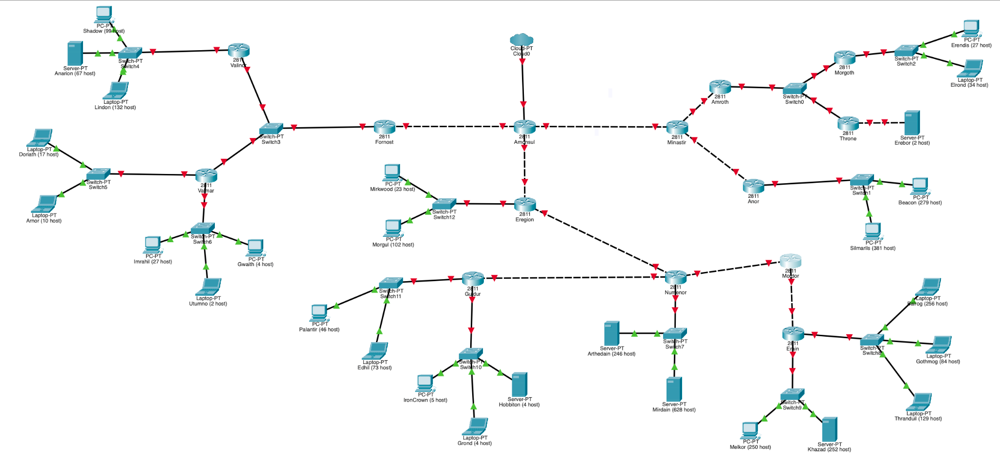 PC-PT
Shadow (99 host)
Server-PT
Anarion (67 host)
Switch-PT
Switch4
Laptop-PT
Lindon (132 host)
2811
Valinor
Cloud-PT
Cloud0
PC-PT
Erendis (27 host)
Switch-PT
Switch2
Laptop-PT
Elrond (34 host)
2811
Morgoth
2811
Amroth
Switch-PT
Switch0
2811
Throne
Server-PT
Erebor (2 host)
Switch-PT
Switch3
2811
Fornost
2811
Amonsul
2811
Minastir
Laptop-PT
Doriath (17 host)
Switch-PT
Switch5
2811
Valmar
Laptop-PT
Arnor (10 host)
PC-PT
Mirkwood (23 host)
Switch-PT
Switch12
2811
Eregion
PC-PT
Morgul (102 host)
2811
Anor
Switch-PT
Switch1
PC-PT
Beacon (279 host)
PC-PT
Silmarils (381 host)
Switch-PT
Switch6
PC-PT
Imrahil (27 host)
PC-PT
Gwaith (4 host)
Laptop-PT
Utumno (2 host)
Switch-PT
Switch11
2811
Guldur
2811
Numenor
2811
Mordor
PC-PT
Palantir (46 host)
Laptop-PT
Edhil (73 host)
Switch-PT
Switch10
PC-PT
IronCrown (5 host)
Server-PT
Hobbiton (4 host)
Laptop-PT
Grond (4 host)
Server-PT
Arthedain (246 host)
Switch-PT
Switch7
Server-PT
Mirdain (628 host)
2811
Erain
Switch-PT
Switch8
Laptop-PT
Balrog (256 host)
Laptop-PT
Gothmog (84 host)
Laptop-PT
Thranduil (129 host)
Switch-PT
Switch9
PC-PT
Melkor (250 host)
Server-PT
Khazad (252 host)